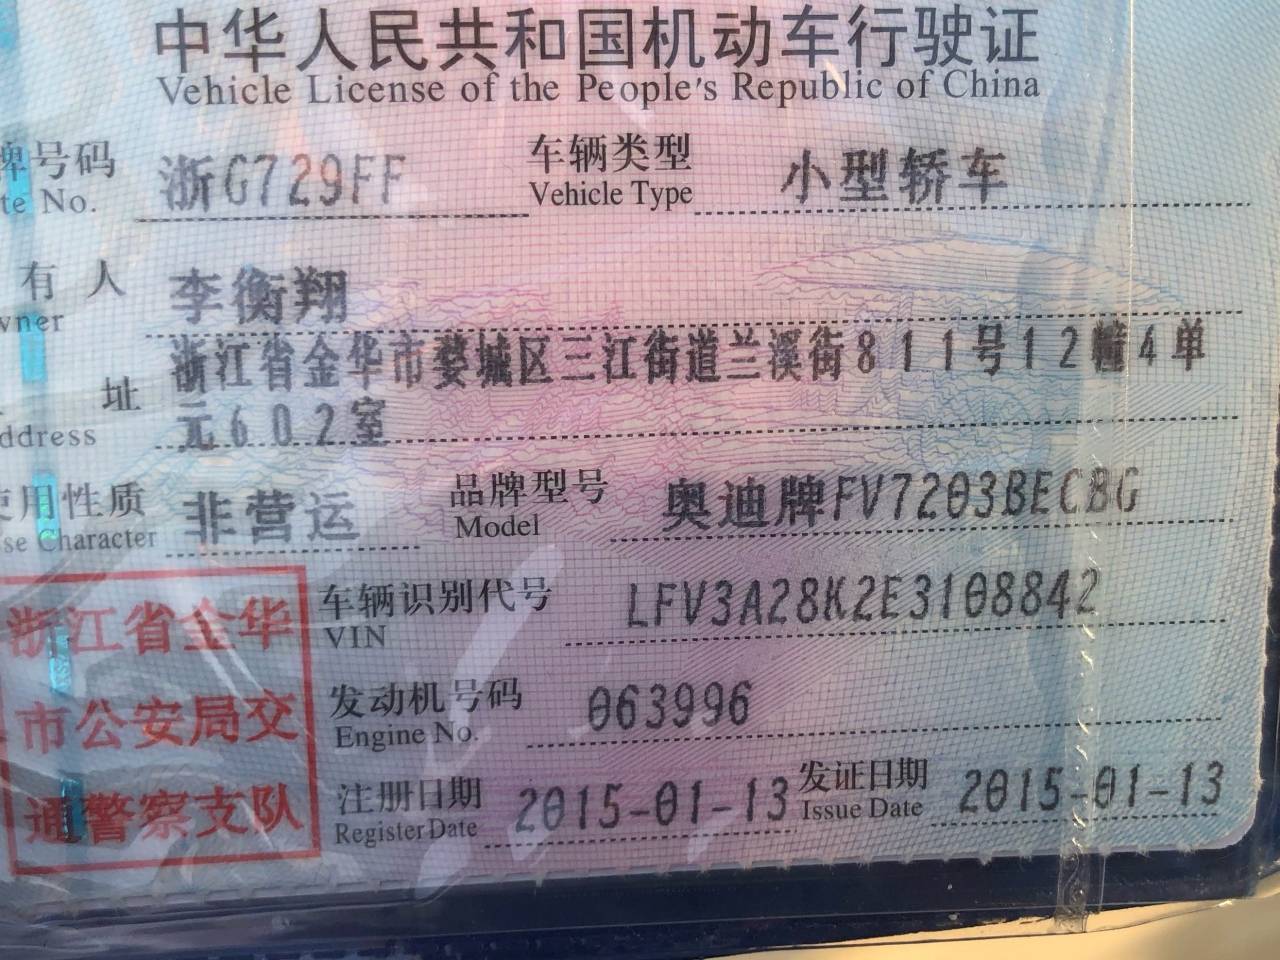 中华人民共和国机动车行驶证
Vehicle License of the People's Republic of China
牌号码 浙G729FF 车辆类型 小型轿车
te No. Vehicle Type
有人 李衡翔
wner
浙江省金华市婺城区三江街道兰溪街811号12幢4单
址 元602室
ddress
使用性质 非营运 品牌型号 奥迪牌FV7203BECBG
se Character Model
浙江省金华 车辆识别代号 LFV3A28K2E3108842
VIN
市公安局交 发动机号码 063996
Engine No.
通警察支队 注册日期 2015-01-13 发证日期 2015-01-13
Register Date Issue Date